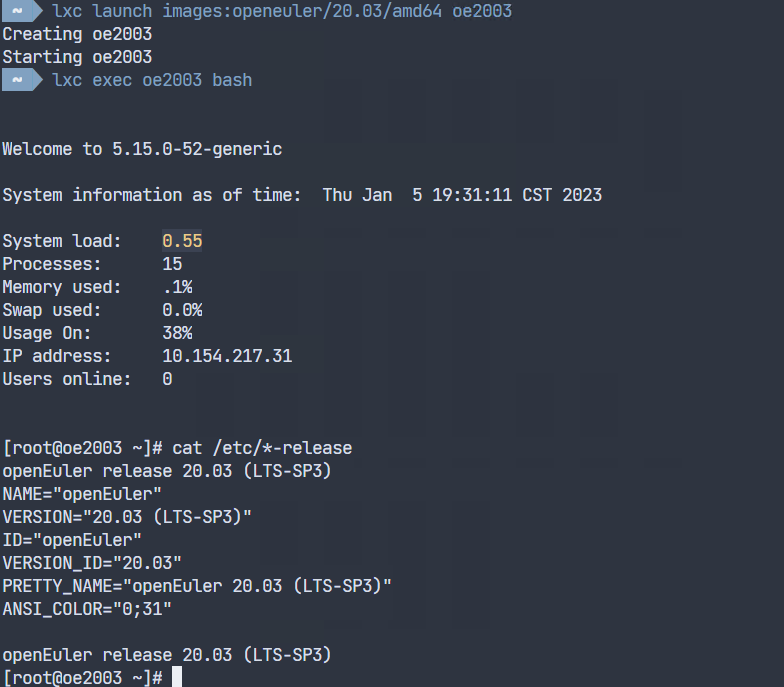 ~ lxc launch images:openeuler/20.03/amd64 oe2003
Creating oe2003
Starting oe2003
~ lxc exec oe2003 bash
Welcome to 5.15.0-52-generic
System information as of time:  Thu Jan  5 19:31:11 CST 2023
System load:    0.55
Processes:      15
Memory used:    .1%
Swap used:      0.0%
Usage On:       38%
IP address:     10.154.217.31
Users online:   0
[root@oe2003 ~]# cat /etc/*-release
openEuler release 20.03 (LTS-SP3)
NAME="openEuler"
VERSION="20.03 (LTS-SP3)"
ID="openEuler"
VERSION_ID="20.03"
PRETTY_NAME="openEuler 20.03 (LTS-SP3)"
ANSI_COLOR="0;31"
openEuler release 20.03 (LTS-SP3)
[root@oe2003 ~]#